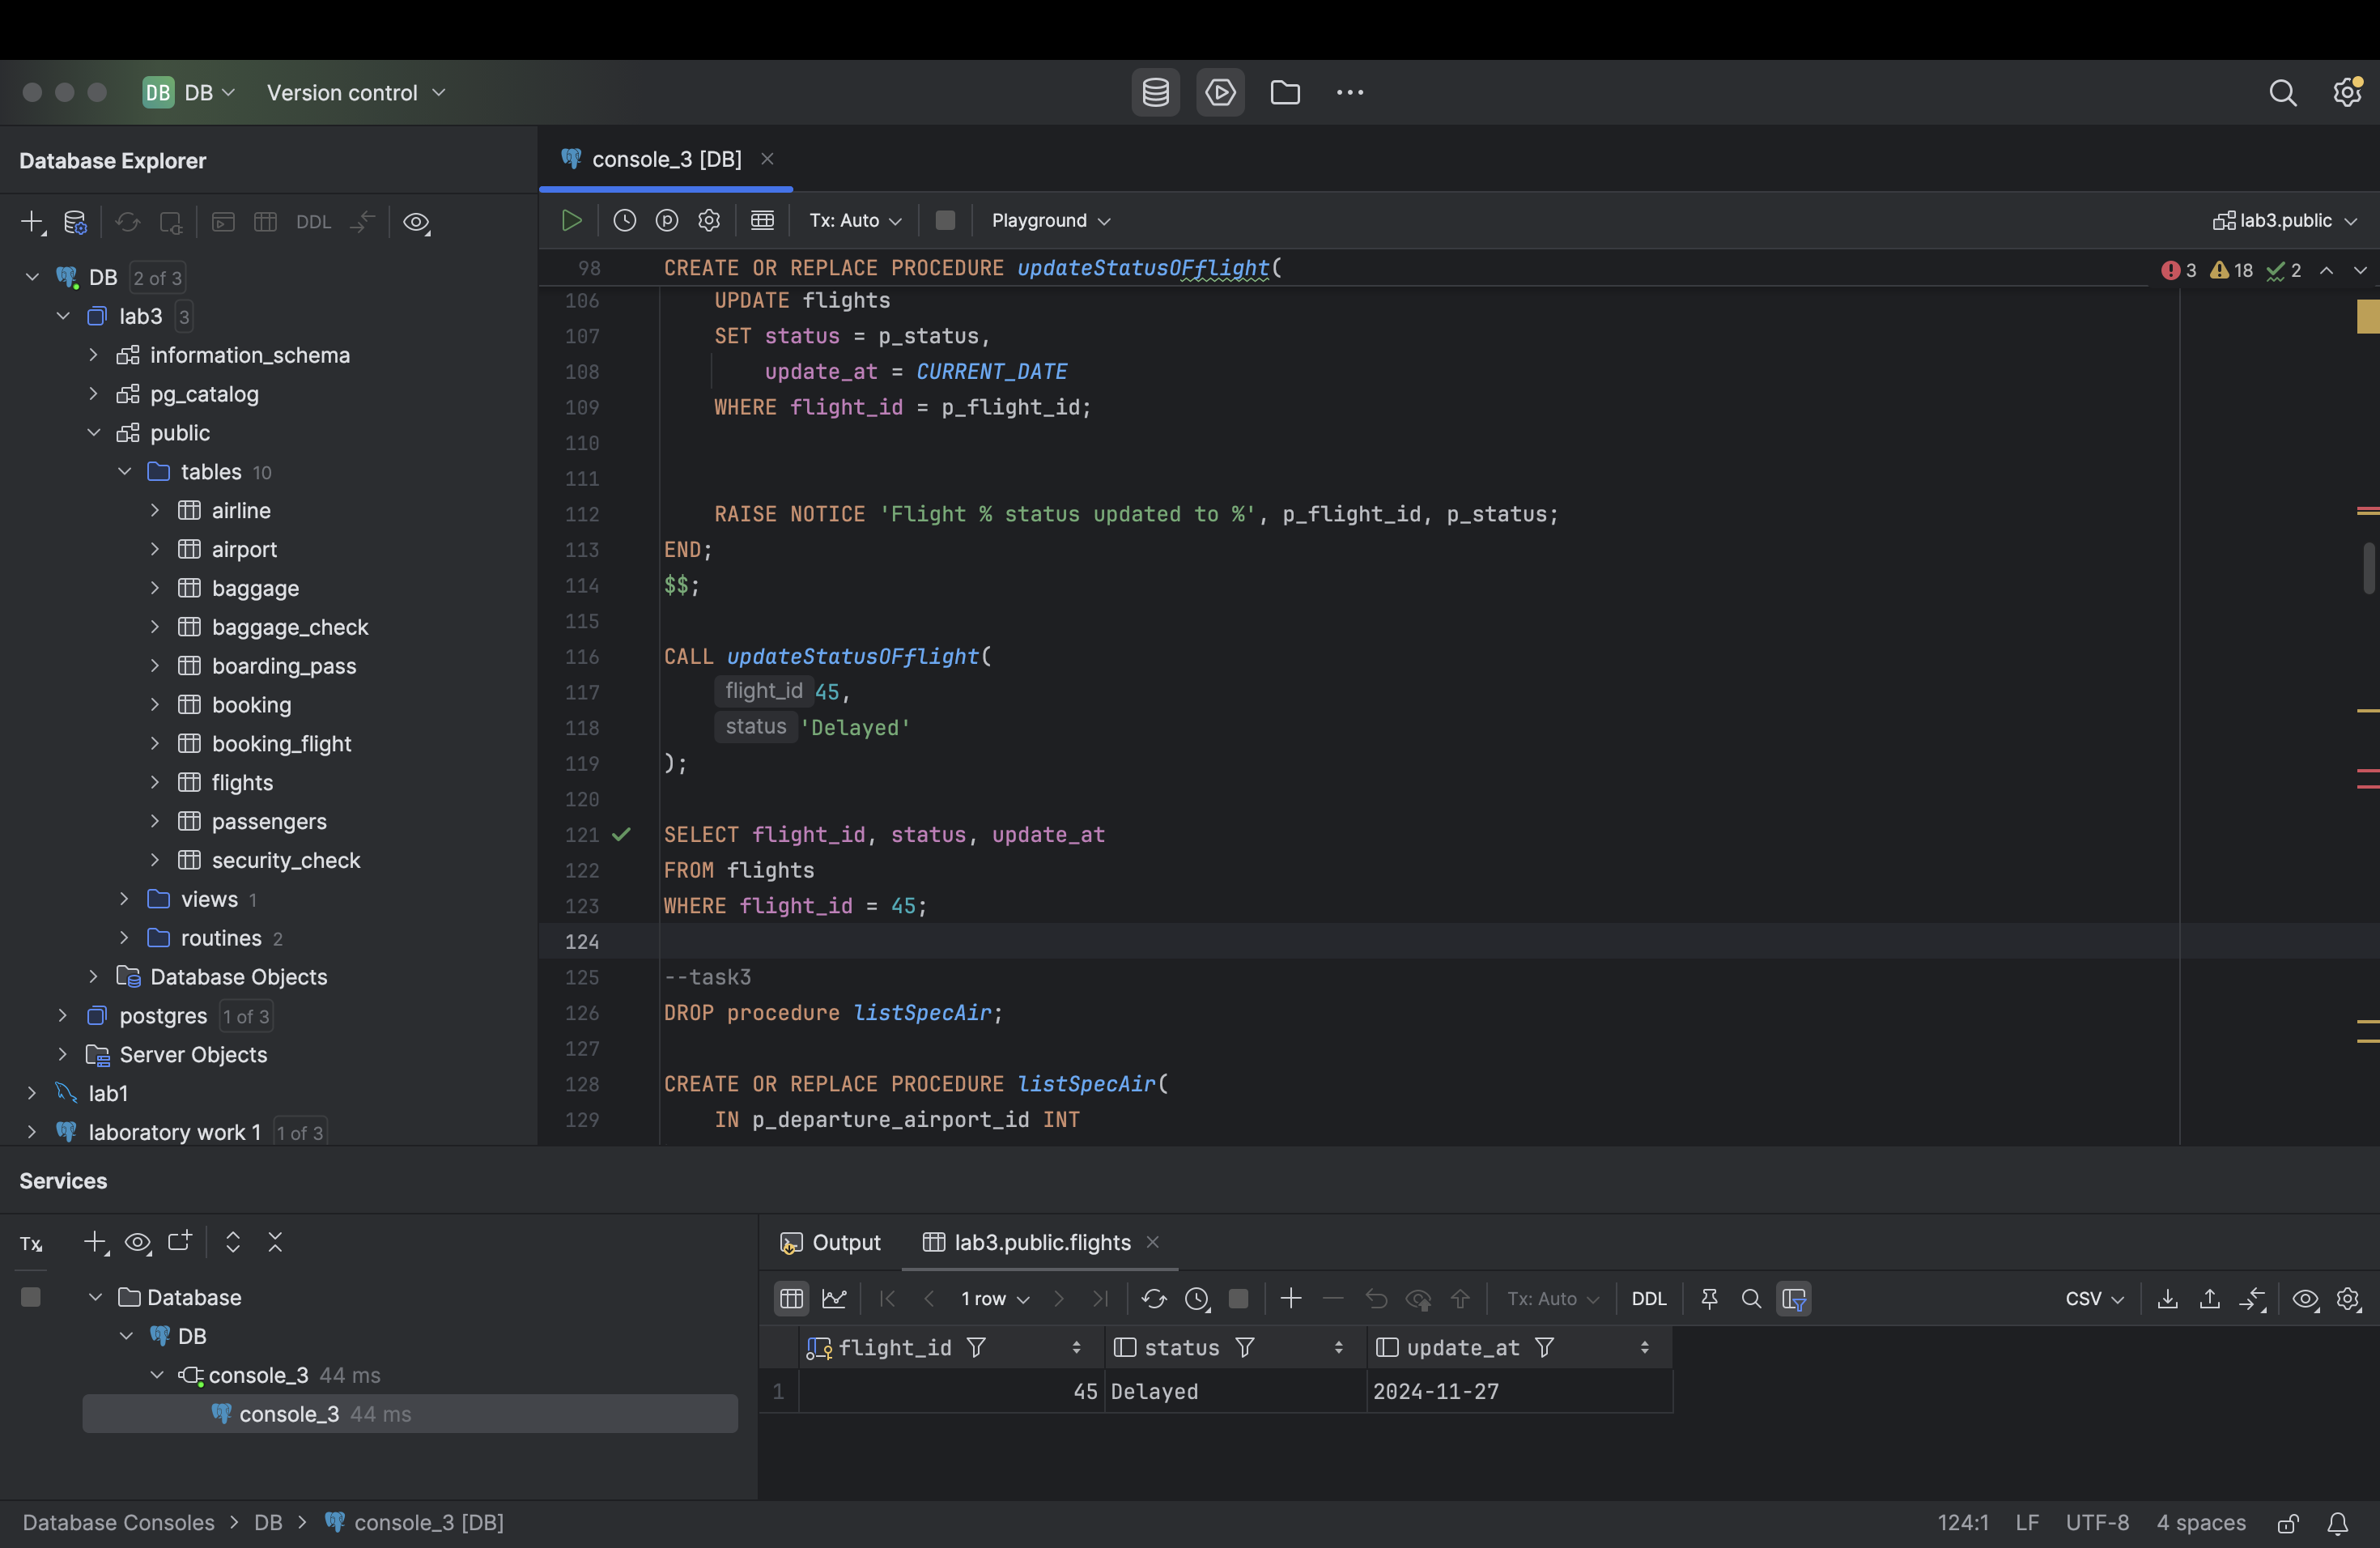 DB DB Version control
Database Explorer
console_3 [DB]
DDL
Tx: Auto Playground lab3.public
DB 2 of 3
lab3 3
information_schema
pg_catalog
public
tables 10
airline
airport
baggage
baggage_check
boarding_pass
booking
booking_flight
flights
passengers
security_check
views 1
routines 2
Database Objects
postgres 1 of 3
Server Objects
lab1
laboratory work 1 1 of 3
98 CREATE OR REPLACE PROCEDURE updateStatusOFflight( 3 18 2
106 UPDATE flights
107 SET status = p_status,
108 update_at = CURRENT_DATE
109 WHERE flight_id = p_flight_id;
110
111
112 RAISE NOTICE 'Flight % status updated to %', p_flight_id, p_status;
113 END;
114 $$;
115
116 CALL updateStatusOFflight(
117 flight_id 45,
118 status 'Delayed'
119 );
120
121 SELECT flight_id, status, update_at
122 FROM flights
123 WHERE flight_id = 45;
124
125 --task3
126 DROP procedure listSpecAir;
127
128 CREATE OR REPLACE PROCEDURE listSpecAir(
129 IN p_departure_airport_id INT
Services
Tx
Database
DB
console_3 44 ms
console_3 44 ms
Output lab3.public.flights
1 row Tx: Auto DDL CSV
flight_id status update_at
1 45 Delayed 2024-11-27
Database Consoles > DB > console_3 [DB] 124:1 LF UTF-8 4 spaces